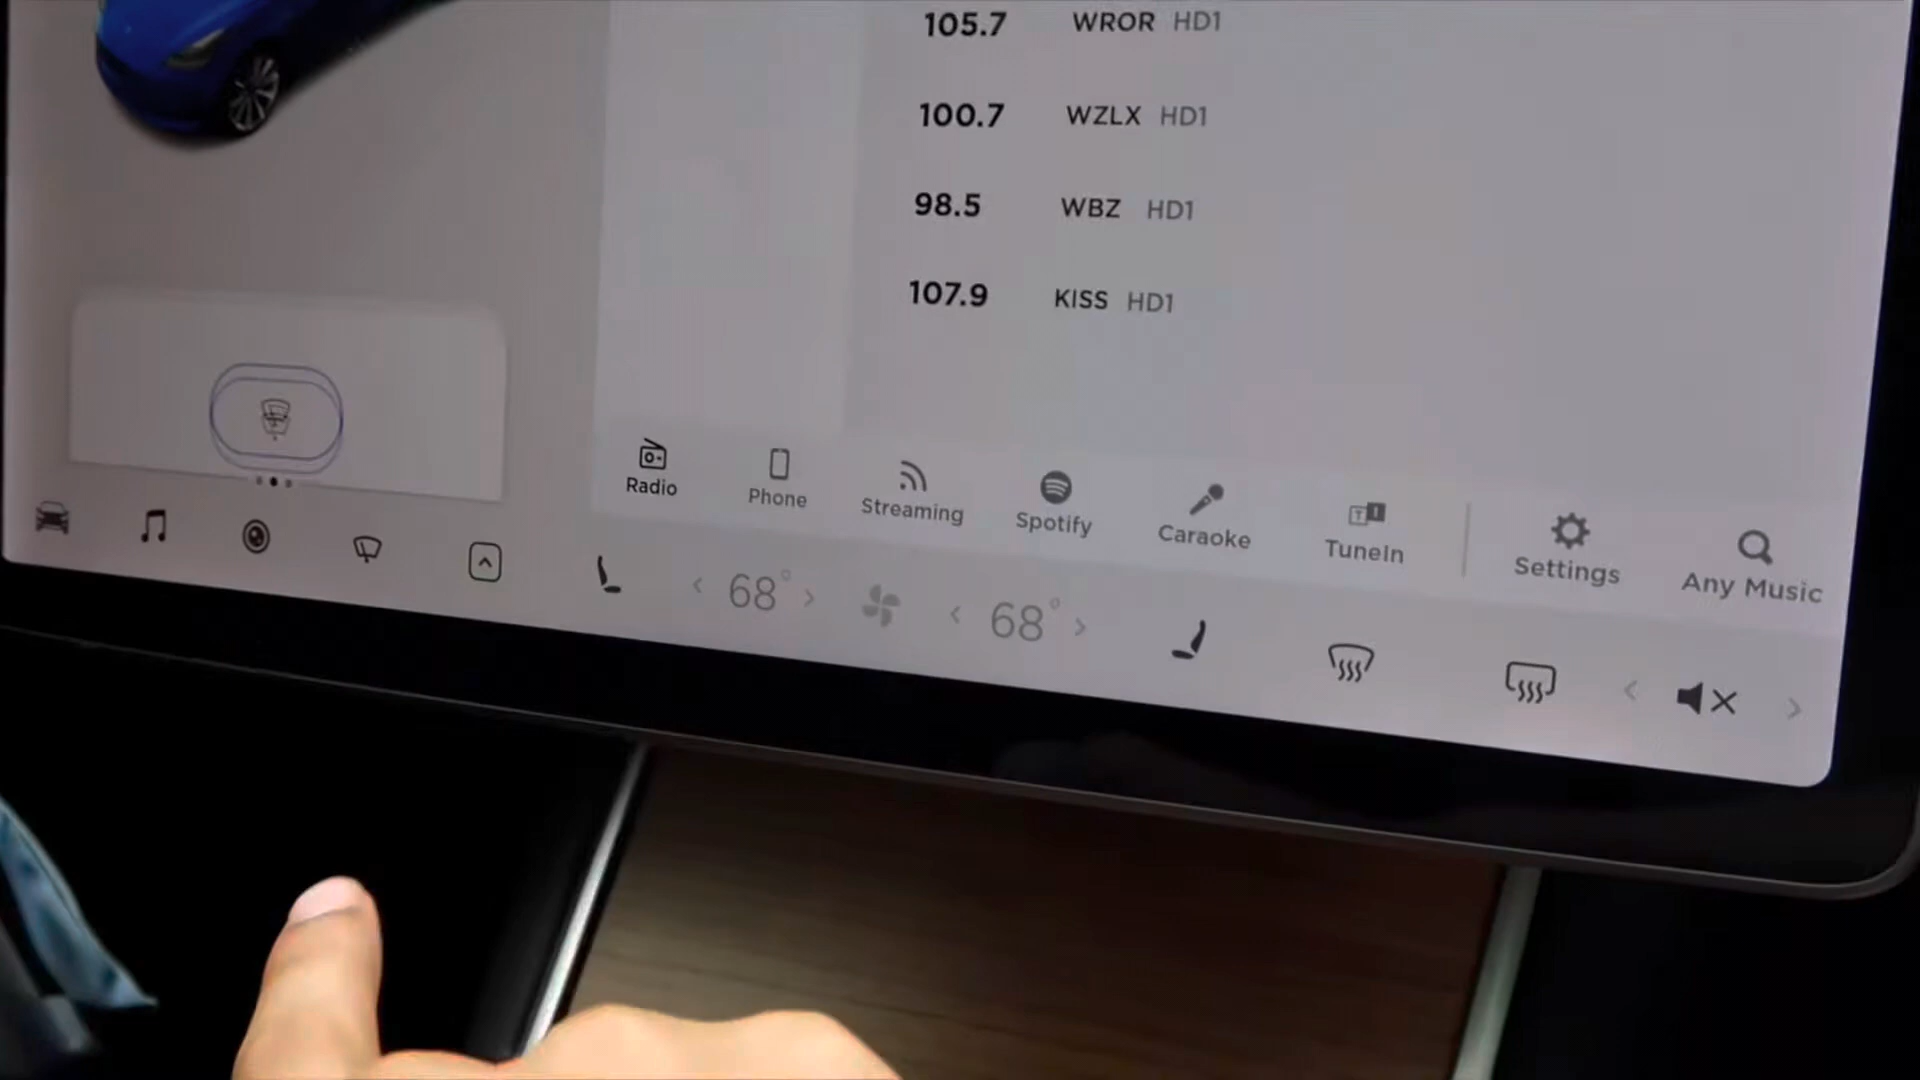 105.7 WROR HD1
100.7 WZLX HD1
98.5 WBZ HD1
107.9 KISS HD1
Radio Phone Streaming Spotify Caraoke TuneIn Settings Any Music
68° 68°